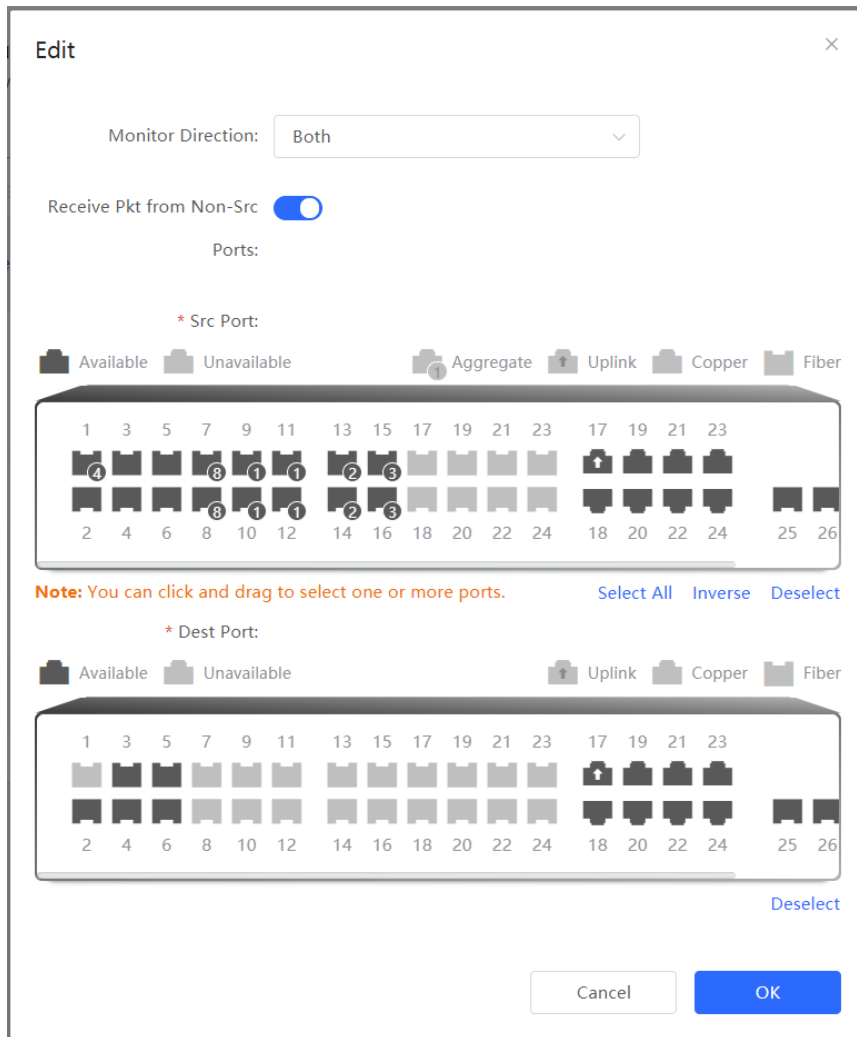 Edit
Monitor Direction: Both
Receive Pkt from Non-Src
Ports:
* Src Port:
Available Unavailable 1 Aggregate Uplink Copper Fiber
1 3 5 7 9 11 13 15 17 19 21 23 17 19 21 23
4 8 1 1 2 3
8 1 1 2 3
2 4 6 8 10 12 14 16 18 20 22 24 18 20 22 24 25 26
Note: You can click and drag to select one or more ports. Select All Inverse Deselect
* Dest Port:
Available Unavailable Uplink Copper Fiber
1 3 5 7 9 11 13 15 17 19 21 23 17 19 21 23
2 4 6 8 10 12 14 16 18 20 22 24 18 20 22 24 25 26
Deselect
Cancel OK